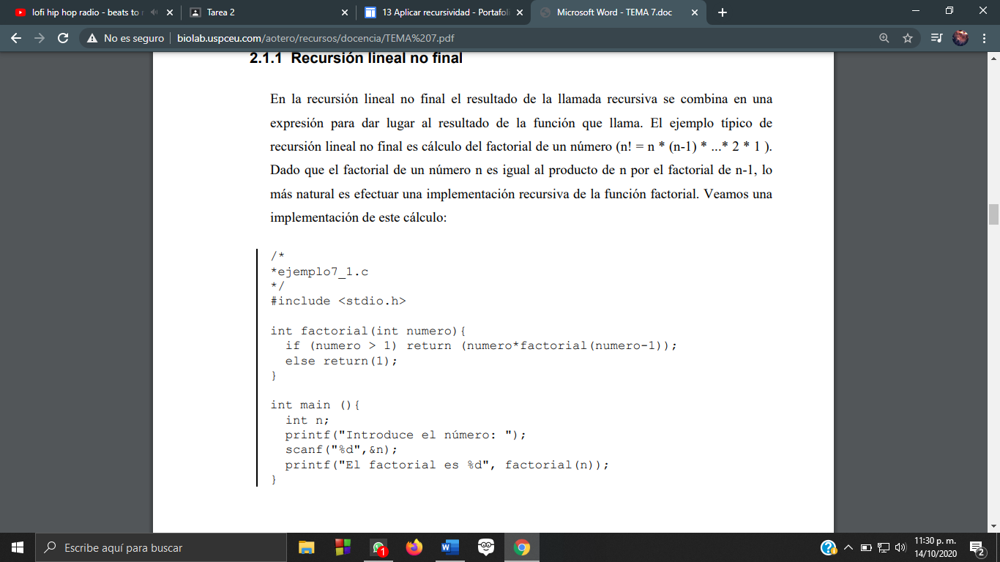 lofi hip hop radio - beats to r
Tarea 2
13 Aplicar recursividad - Portafoli
Microsoft Word - TEMA 7.doc
No es seguro
biolab.uspceu.com/aotero/recursos/docencia/TEMA%207.pdf
2.1.1 Recursión lineal no final
En la recursión lineal no final el resultado de la llamada recursiva se combina en una
expresión para dar lugar al resultado de la función que llama. El ejemplo típico de
recursión lineal no final es cálculo del factorial de un número (n! = n * (n-1) * ...* 2 * 1 ).
Dado que el factorial de un número n es igual al producto de n por el factorial de n-1, lo
más natural es efectuar una implementación recursiva de la función factorial. Veamos una
implementación de este cálculo:
/*
*ejemplo7_1.c
*/
#include <stdio.h>
int factorial(int numero){
if (numero > 1) return (numero*factorial(numero-1));
else return(1);
}
int main (){
int n;
printf("Introduce el número: ");
scanf("%d",&n);
printf("El factorial es %d", factorial(n));
}
Escribe aquí para buscar
1
11:30 p. m.
14/10/2020
2